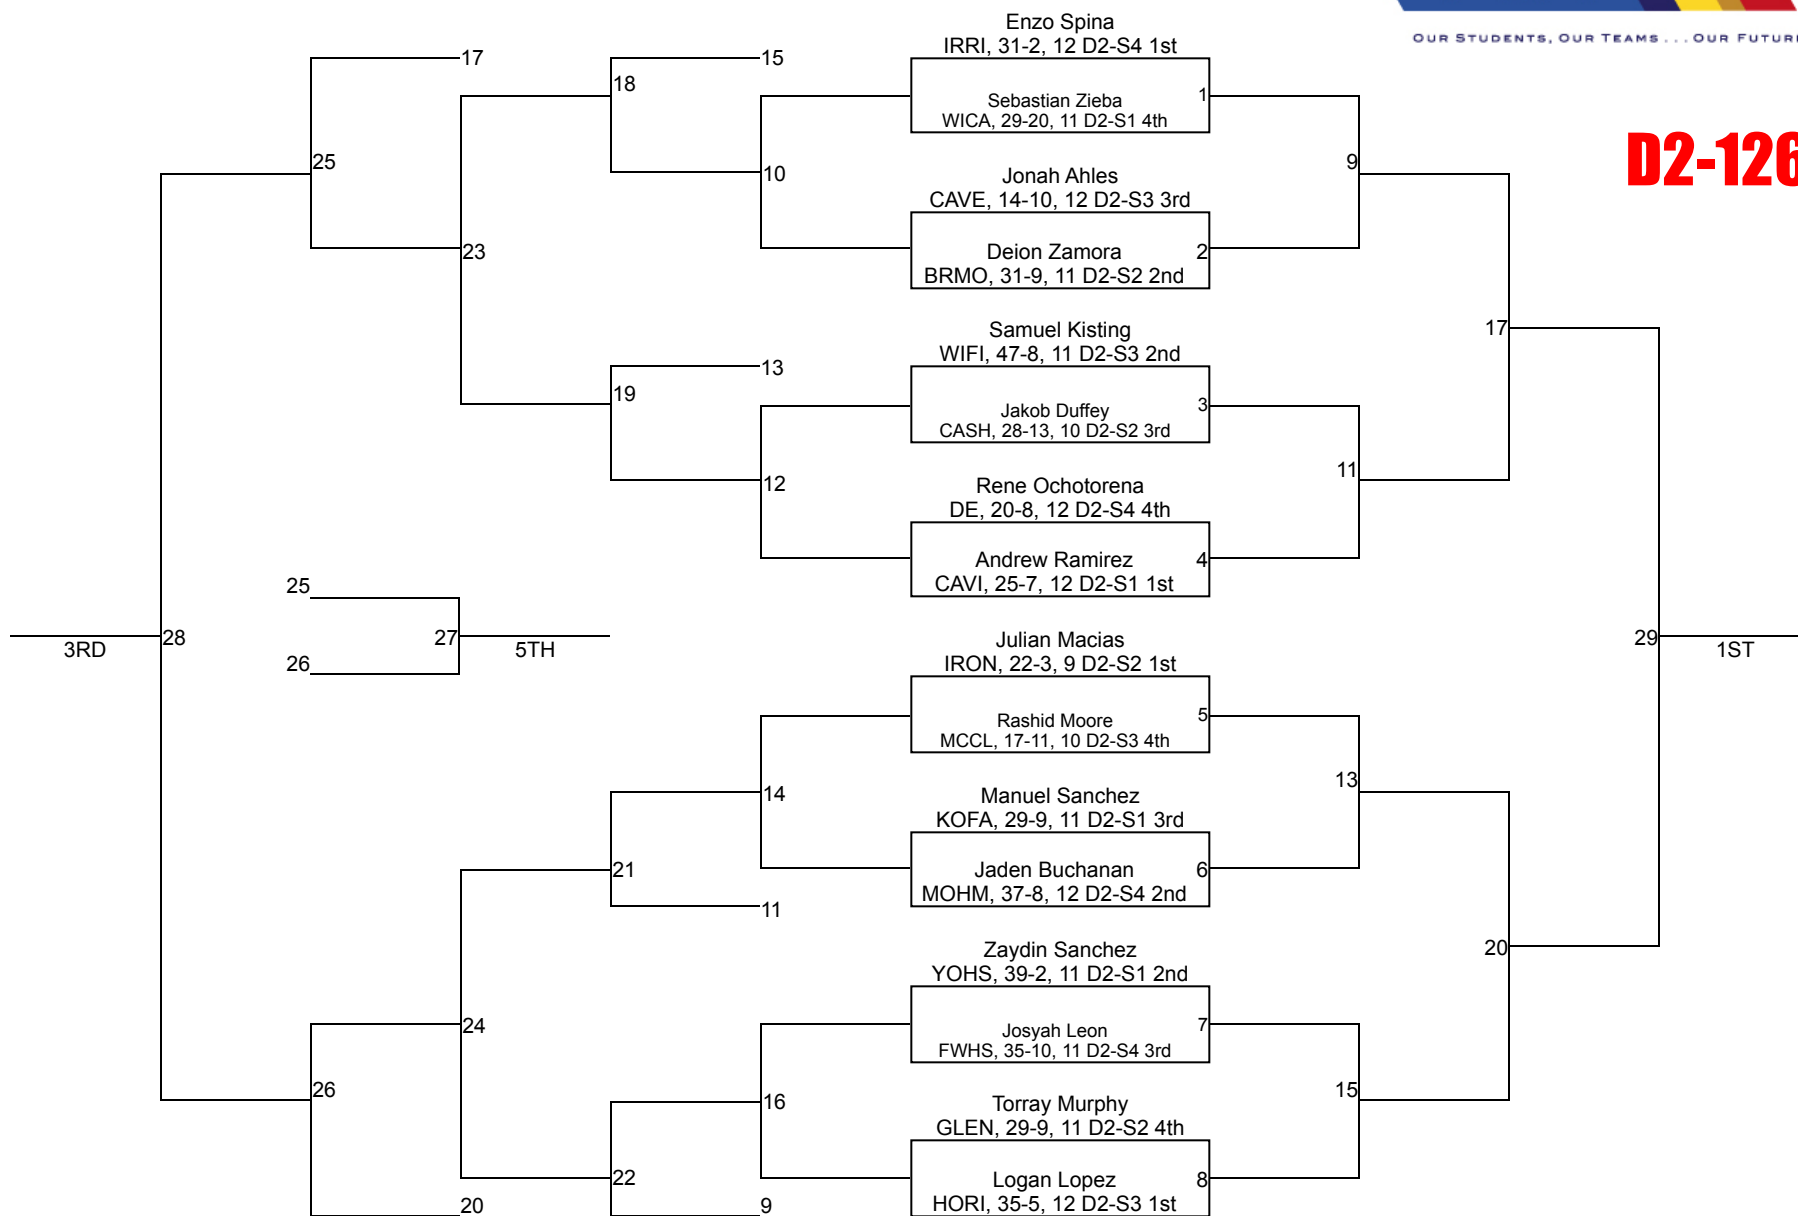 OUR STUDENTS, OUR TEAMS . . . OUR FUTURE
D2-126
Enzo Spina
IRRI, 31-2, 12 D2-S4 1st
17
15
18
Sebastian Zieba
1
WICA, 29-20, 11 D2-S1 4th
25
10
9
Jonah Ahles
CAVE, 14-10, 12 D2-S3 3rd
23
Deion Zamora
2
BRMO, 31-9, 11 D2-S2 2nd
Samuel Kisting
17
WIFI, 47-8, 11 D2-S3 2nd
13
19
Jakob Duffey
3
CASH, 28-13, 10 D2-S2 3rd
12
11
Rene Ochotorena
DE, 20-8, 12 D2-S4 4th
Andrew Ramirez
4
CAVI, 25-7, 12 D2-S1 1st
25
3RD
28
27
5TH
26
Julian Macias
29
1ST
IRON, 22-3, 9 D2-S2 1st
Rashid Moore
5
MCCL, 17-11, 10 D2-S3 4th
14
13
Manuel Sanchez
KOFA, 29-9, 11 D2-S1 3rd
21
Jaden Buchanan
6
MOHM, 37-8, 12 D2-S4 2nd
11
Zaydin Sanchez
20
YOHS, 39-2, 11 D2-S1 2nd
24
Josyah Leon
7
FWHS, 35-10, 11 D2-S4 3rd
26
16
15
Torray Murphy
GLEN, 29-9, 11 D2-S2 4th
22
Logan Lopez
8
HORI, 35-5, 12 D2-S3 1st
20
9